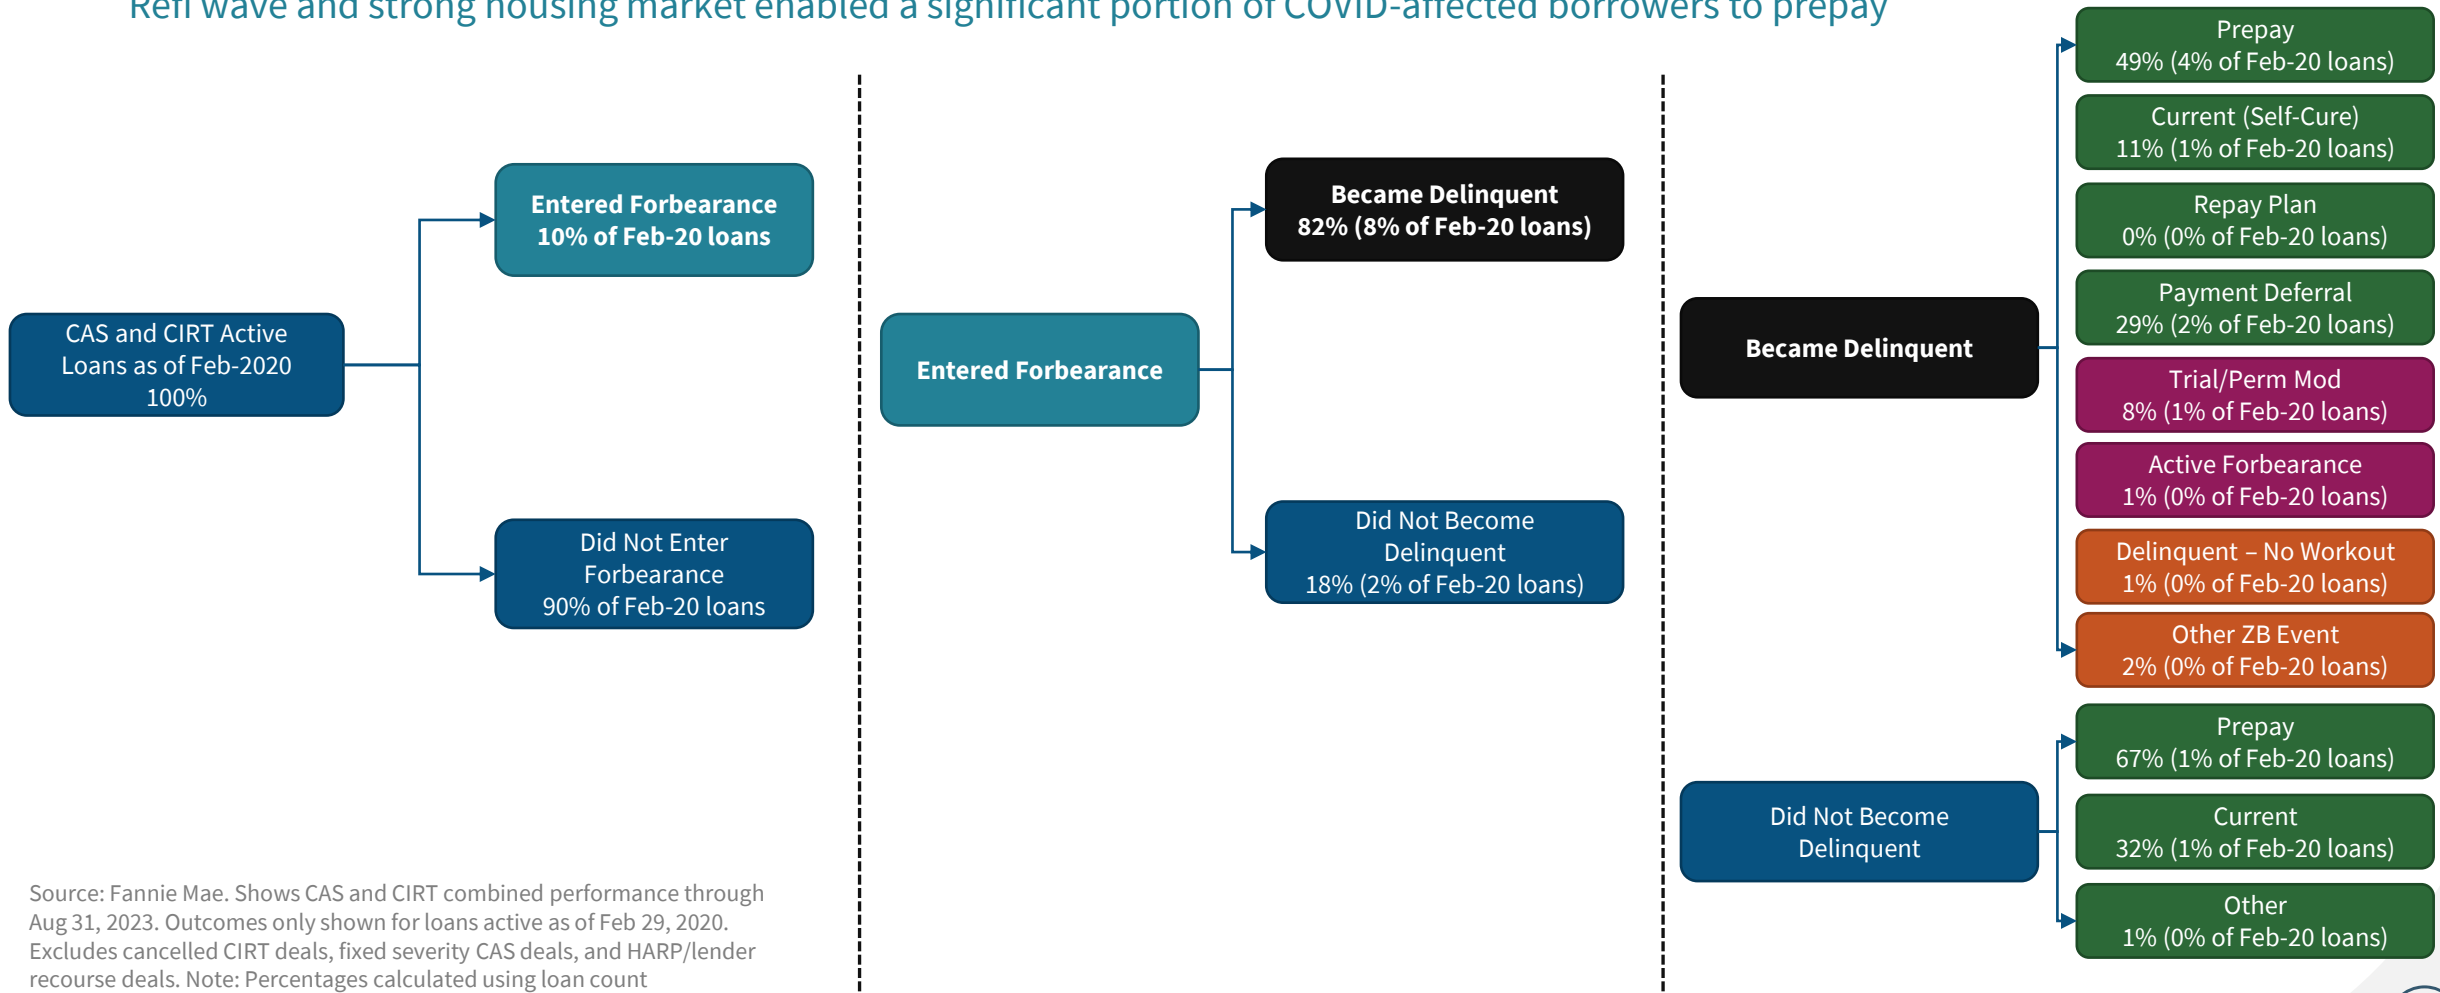 Refi wave and strong housing market enabled a significant portion of COVID-affected borrowers to prepay
CAS and CIRT Active
Loans as of Feb-2020
100%
Entered Forbearance
10% of Feb-20 loans
Did Not Enter
Forbearance
90% of Feb-20 loans
Entered Forbearance
Became Delinquent
82% (8% of Feb-20 loans)
Did Not Become
Delinquent
18% (2% of Feb-20 loans)
Became Delinquent
Prepay
49% (4% of Feb-20 loans)
Current (Self-Cure)
11% (1% of Feb-20 loans)
Repay Plan
0% (0% of Feb-20 loans)
Payment Deferral
29% (2% of Feb-20 loans)
Trial/Perm Mod
8% (1% of Feb-20 loans)
Active Forbearance
1% (0% of Feb-20 loans)
Delinquent – No Workout
1% (0% of Feb-20 loans)
Other ZB Event
2% (0% of Feb-20 loans)
Did Not Become
Delinquent
Prepay
67% (1% of Feb-20 loans)
Current
32% (1% of Feb-20 loans)
Other
1% (0% of Feb-20 loans)
Source: Fannie Mae. Shows CAS and CIRT combined performance through
Aug 31, 2023. Outcomes only shown for loans active as of Feb 29, 2020.
Excludes cancelled CIRT deals, fixed severity CAS deals, and HARP/lender
recourse deals. Note: Percentages calculated using loan count